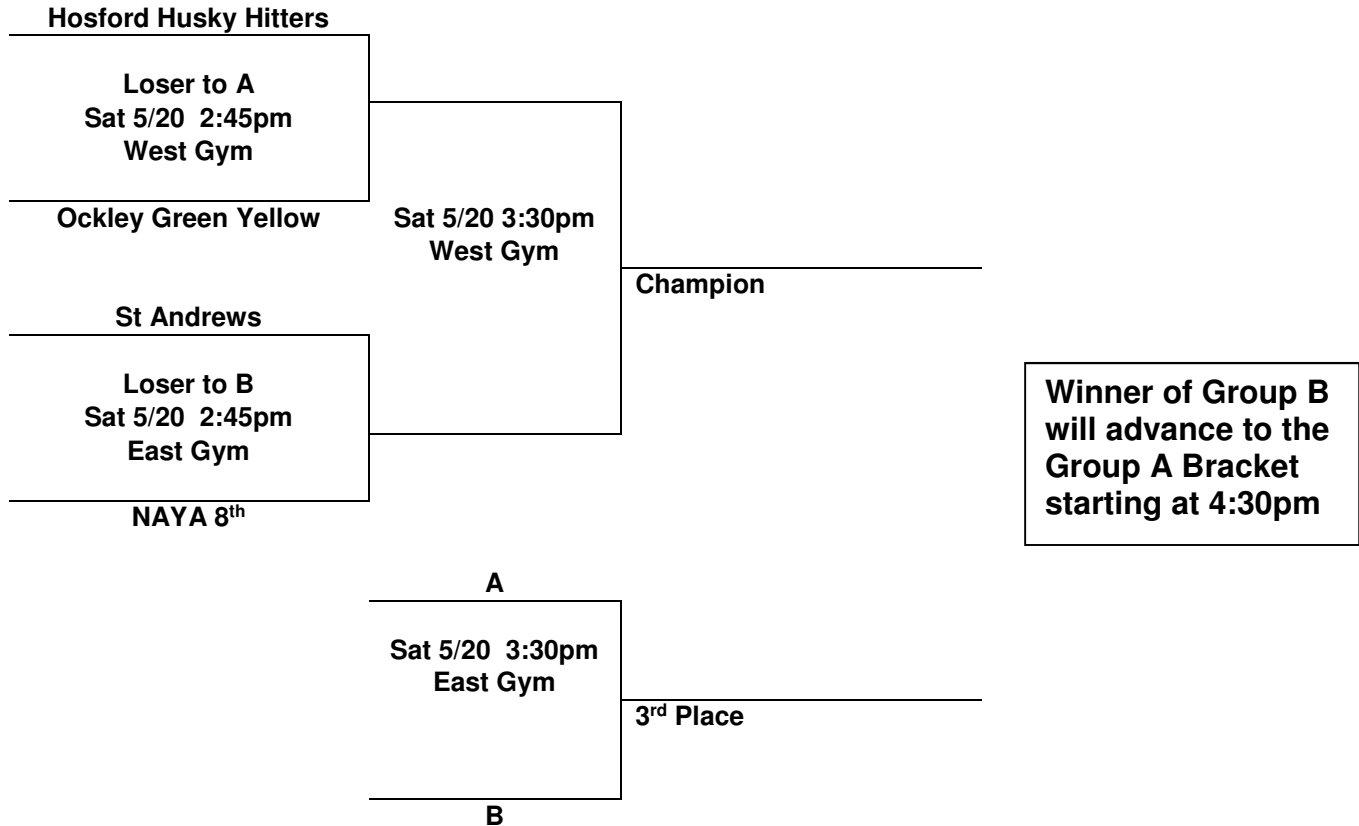 Hosford Husky Hitters
Loser to A
Sat 5/20 2:45pm
West Gym
Ockley Green Yellow
Sat 5/20 3:30pm
West Gym
Champion
St Andrews
Loser to B
Sat 5/20 2:45pm
East Gym
NAYA 8th
Winner of Group B
will advance to the
Group A Bracket
starting at 4:30pm
A
Sat 5/20 3:30pm
East Gym
3rd Place
B